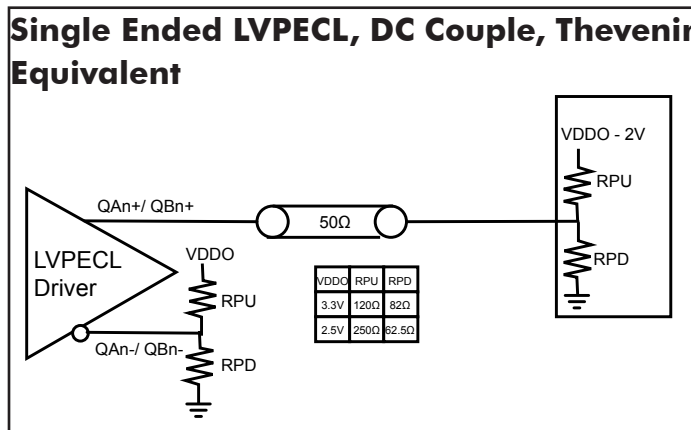 Single Ended LVPECL, DC Couple, Thevenin
Equivalent
VDDO - 2V
RPU
RPD
QAn+/ QBn+
50Ω
LVPECL
Driver
VDDO
RPU
RPD
QAn-/ QBn-
VDDO RPU RPD
3.3V 120Ω 82Ω
2.5V 250Ω 62.5Ω